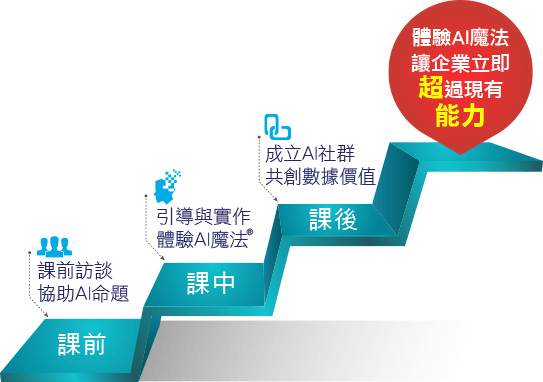 體驗AI魔法
讓企業立即
超過現有
能力
成立AI社群
共創數據價值
課後
引導與實作
體驗AI魔法®
課中
課前訪談
協助AI命題
課前